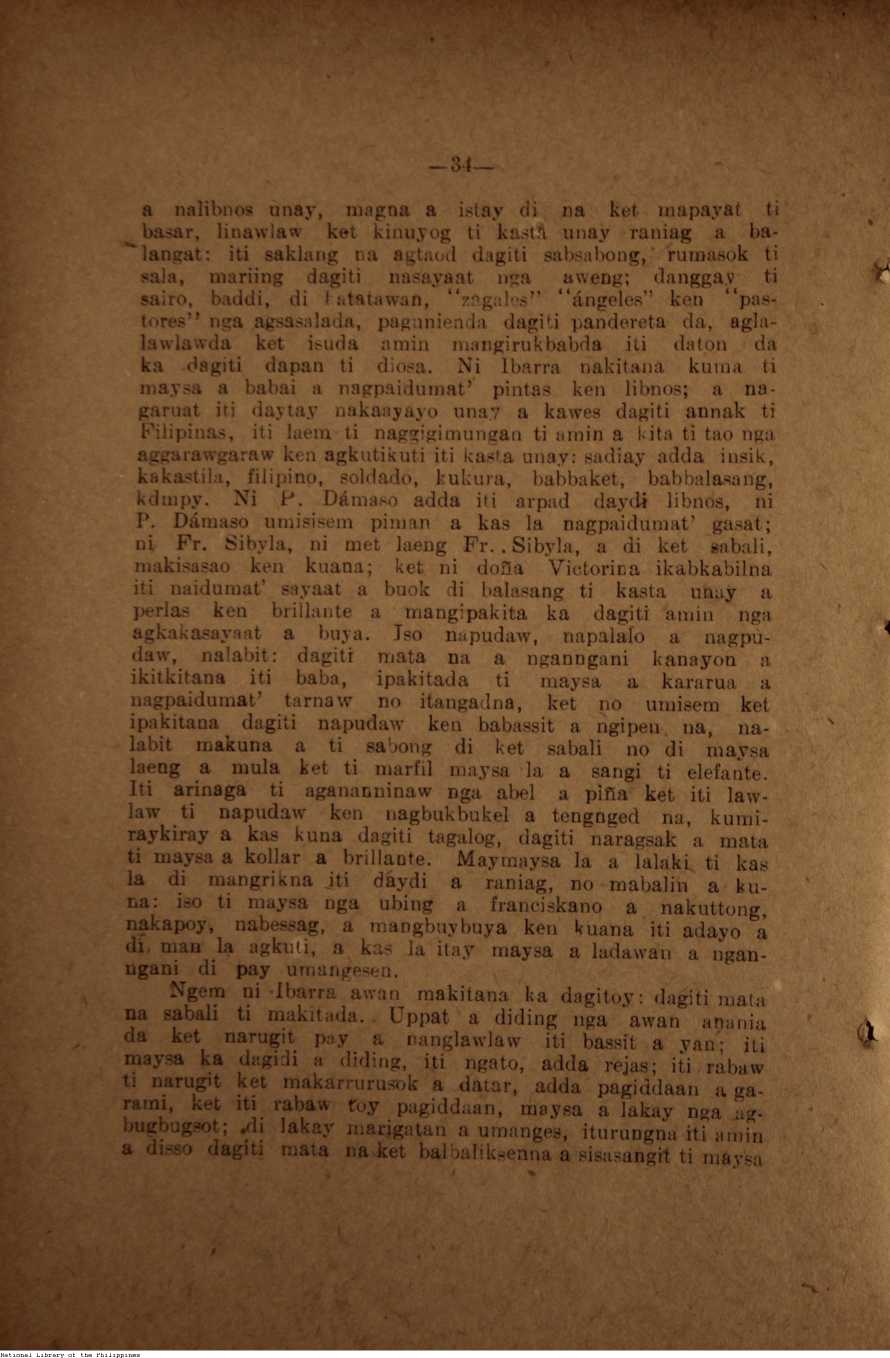 —34—
a nalibnos unay, magna a istay di na ket mapayat ti
basar, linawlaw ket kinuyog ti kasta unay raniag a ba-
langat: iti saklang na agtaud dagiti sabsabong, rumasok ti
sala, mariing dagiti nasayaat nga aweng; danggay ti
sairo, baddi, di katatawan, “zagales” “ángeles” ken “pas-
tores” nga agsasalada, pagunienda dagiti pandereta da, agla-
lawlawda ket isuda amin mangirukbabda iti daton da
ka dagiti dapan ti diosa. Ni Ibarra nakitana kuma ti
maysa a babai a nagpaidumat’ pintas ken libnos; a na-
garuat iti daytay nakaayayo unay a kawes dagiti annak ti
Filipinas, iti laem ti naggigimungan ti amin a kita ti tao nga
aggarawgaraw ken agkutikuti iti kasta unay: sadiay adda insik,
kakastila, filipino, soldado, kukura, babbaket, babbalasang,
kdmpy. Ni P. Dámaso adda iti arpad daydi libnos, ni
P. Dámaso umisisem piman a kas la nagpaidumat’ gasat;
ni Fr. Sibyla, ni met laeng Fr. Sibyla, a di ket sabali,
makisasao ken kuana; ket ni doña Victorina ikabkabilna
iti naidumat’ sayaat a buok di balasang ti kasta unay a
perlas ken brillante a mangipakita ka dagiti amin nga
agkakasayaat a buya. Iso napudaw, napalalo a nagpu-
daw, nalabit: dagiti mata na a nganngani kanayon a
ikitkitana iti baba, ipakitada ti maysa a kararua a
nagpaidumat’ tarnaw no itangadna, ket no umisem ket
ipakitana dagiti napudaw ken babassit a ngipen na, na-
labit makuna a ti sabong di ket sabali no di maysa
laeng a mula ket ti marfil maysa la a sangi ti elefante.
Iti arinaga ti agananninaw nga abel a piña ket iti law-
law ti napudaw ken nagbukbukel a tengnged na, kumi-
raykiray a kas kuna dagiti tagalog, dagiti naragsak a mata
ti maysa a kollar a brillante. Maymaysa la a lalaki ti kas
la di mangrikna iti daydi a raniag, no mabalin a ku-
na: iso ti maysa nga ubing a franciskano a nakuttong,
nakapoy, nabessag, a mangbuybuya ken kuana iti adayo a
di man la agkuti, a kas la itay maysa a ladawan a ngan-
ngani di pay umangesen.
Ngem ni Ibarra awan makitana ka dagitoy: dagiti mata
na sabali ti makitada. Uppat a diding nga awan anania
da ket narugit pay a nanglawlaw iti bassit a yan; iti
maysa ka dagidi a diding, iti ngato, adda rejas; iti rabaw
ti narugit ket makarrurusok a datar, adda pagiddaan a ga-
rami, ket iti rabaw toy pagiddaan, maysa a lakay nga ag-
bugbugsot; di lakay marigatan a umanges, iturungna iti amin
a disso dagiti mata na ket balbaliksenna a sisasangit ti maysa
National Library of the Philippines